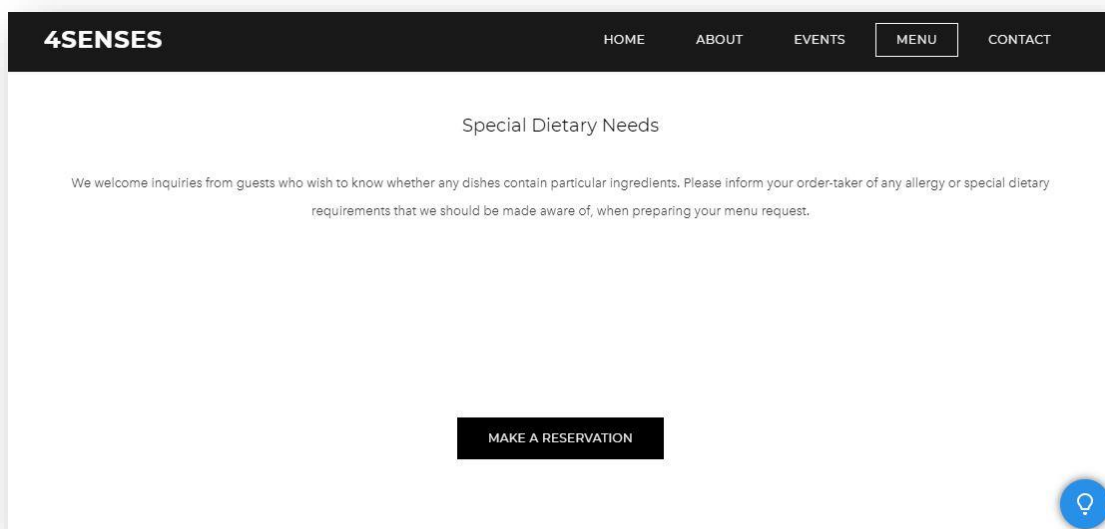 4SENSES
HOME ABOUT EVENTS MENU CONTACT
Special Dietary Needs
We welcome inquiries from guests who wish to know whether any dishes contain particular ingredients. Please inform your order-taker of any allergy or special dietary
requirements that we should be made aware of, when preparing your menu request.
MAKE A RESERVATION